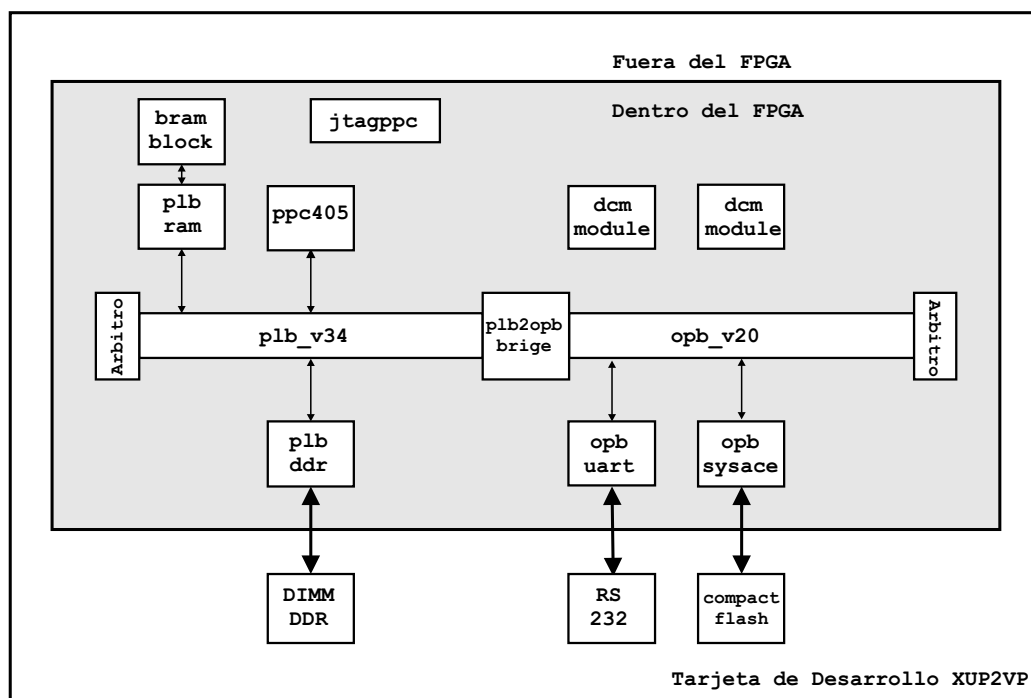 Fuera del FPGA
Dentro del FPGA
bram
block
jtagppc
plb
ram
ppc405
dcm
module
dcm
module
Arbitro
plb_v34
plb2opb
brige
opb_v20
Arbitro
plb
ddr
opb
uart
opb
sysace
DIMM
DDR
RS
232
compact
flash
Tarjeta de Desarrollo XUP2VP